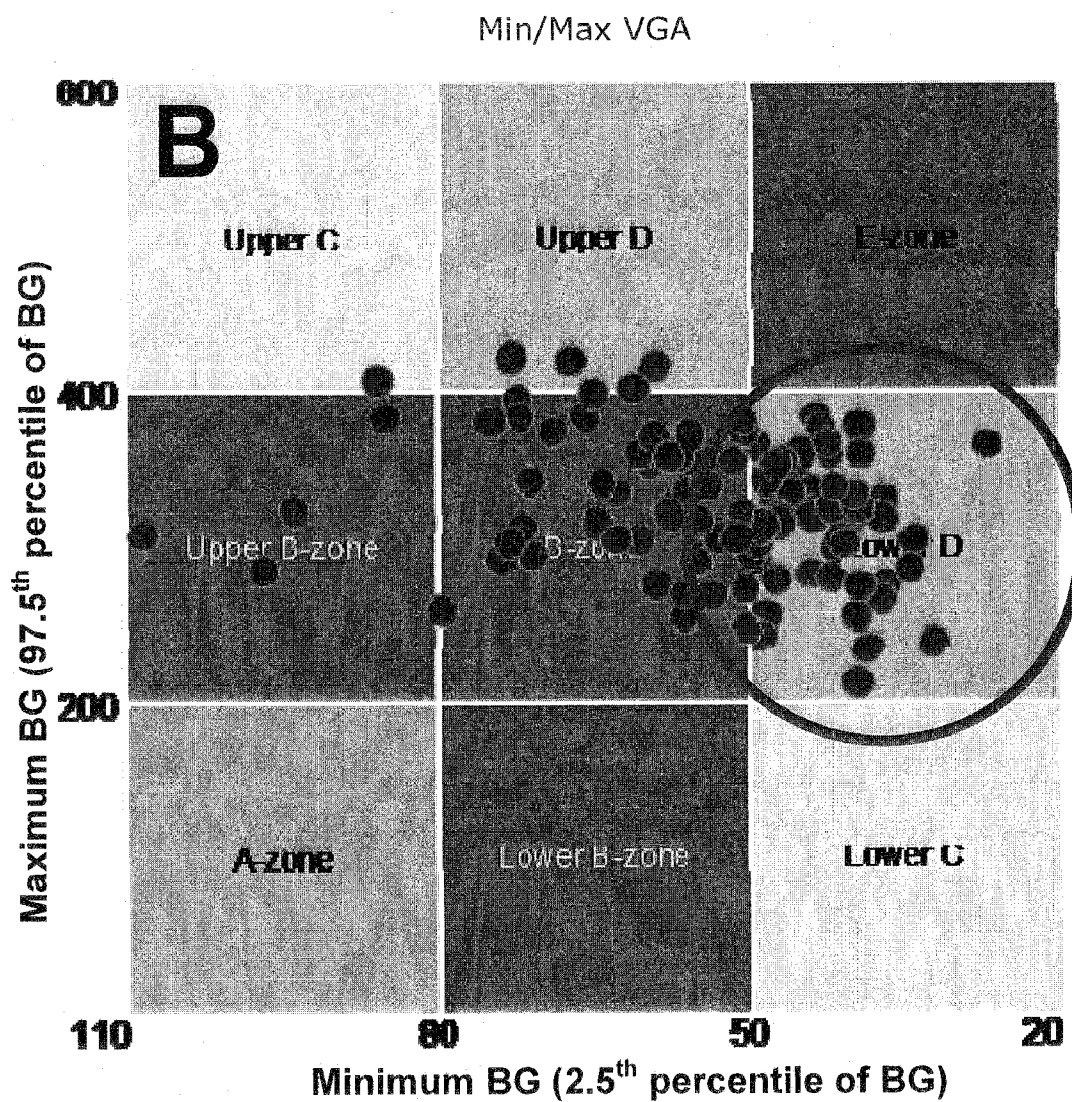 Min/Max VGA
600
B
Upper C
Upper D
E-zone
400
Upper B-zone
B-zone
Lower D
200
A-zone
Lower B-zone
Lower C
110
80
50
20
Maximum BG (97.5th percentile of BG)
Minimum BG (2.5th percentile of BG)